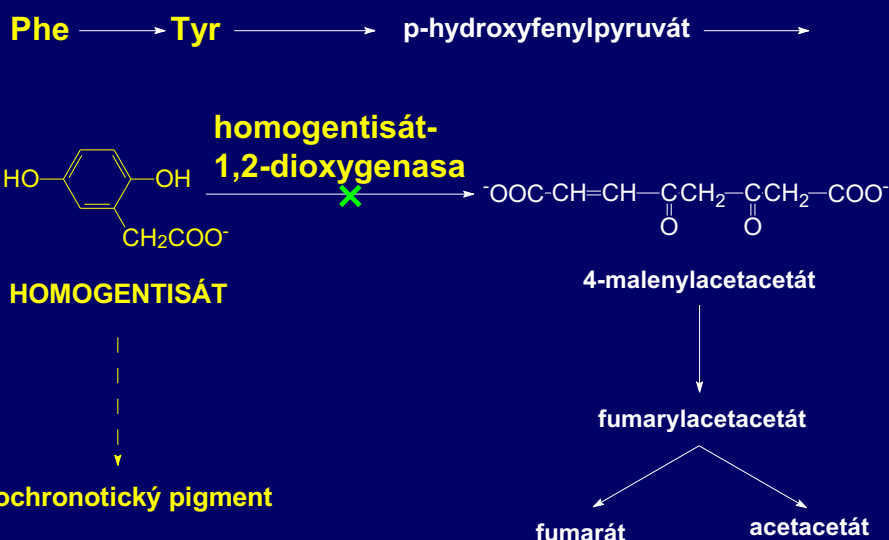 Phe Tyr p-hydroxyfenylpyruvát
homogentisát-
1,2-dioxygenasa
HO OH
CH₂COO⁻
⁻OOC-CH=CH-CCH₂-CCH₂-COO⁻
O O
HOMOGENTISÁT
4-malenylacetacetát
fumarylacetacetát
ochronotický pigment
fumarát acetacetát